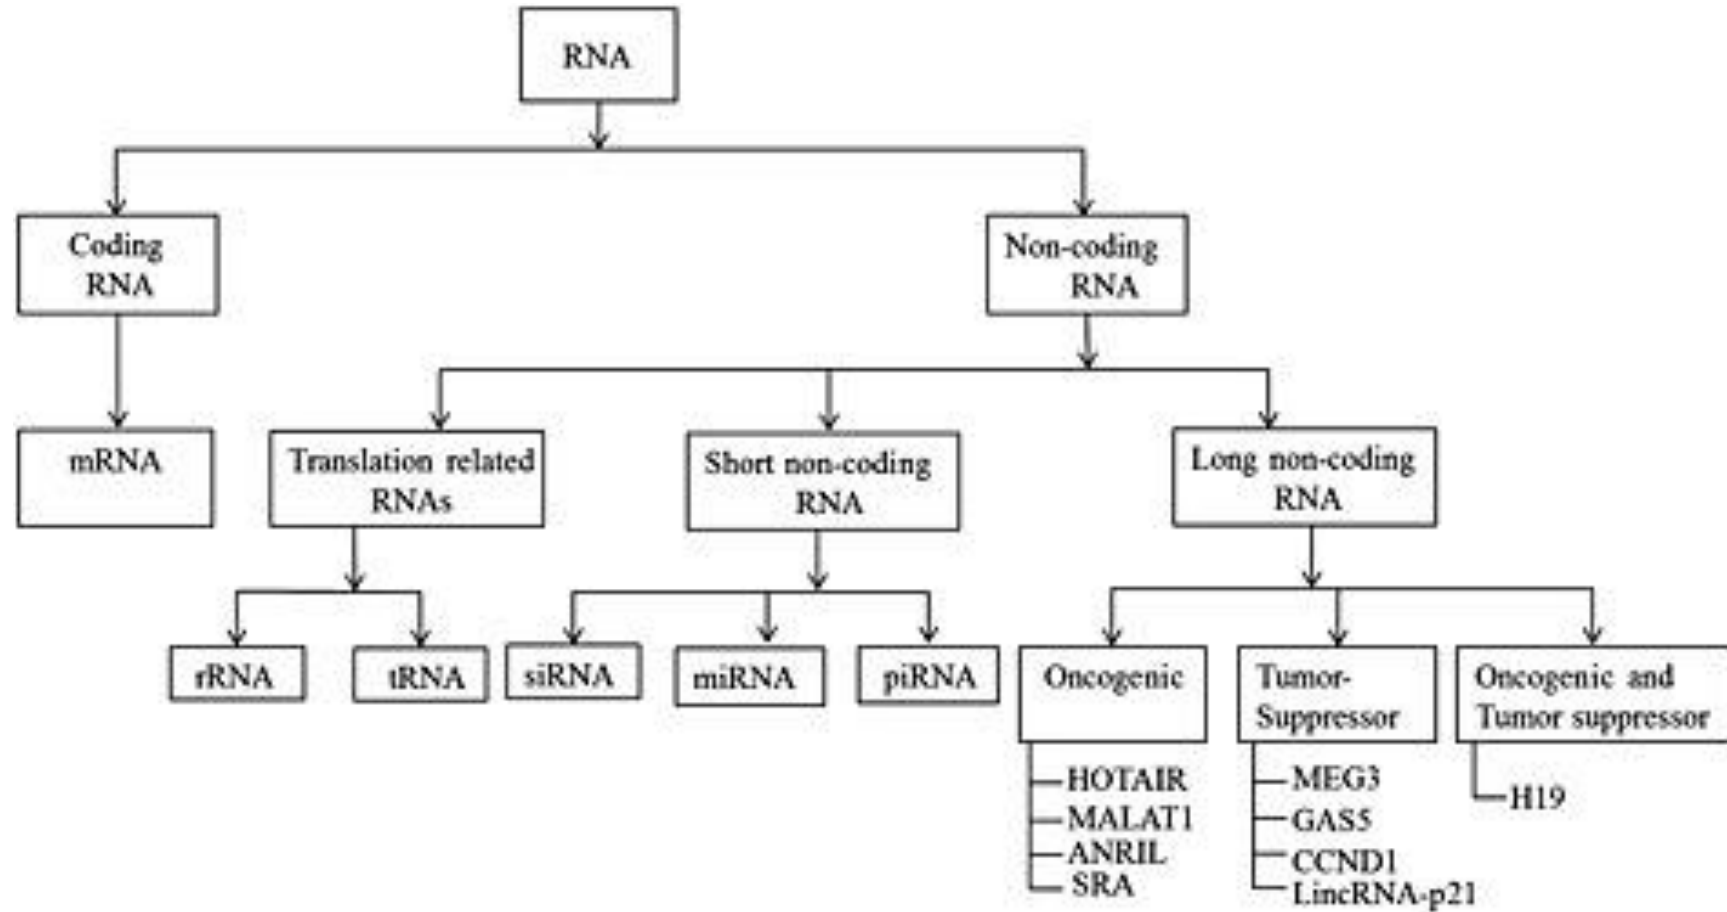 RNA
Coding
RNA
Non-coding
RNA
mRNA
Translation related
RNAs
Short non-coding
RNA
Long non-coding
RNA
rRNA
tRNA
siRNA
miRNA
piRNA
Oncogenic
Tumor-
Suppressor
Oncogenic and
Tumor suppressor
HOTAIR
MALAT1
ANRIL
SRA
MEG3
GAS5
CCND1
LincRNA-p21
H19